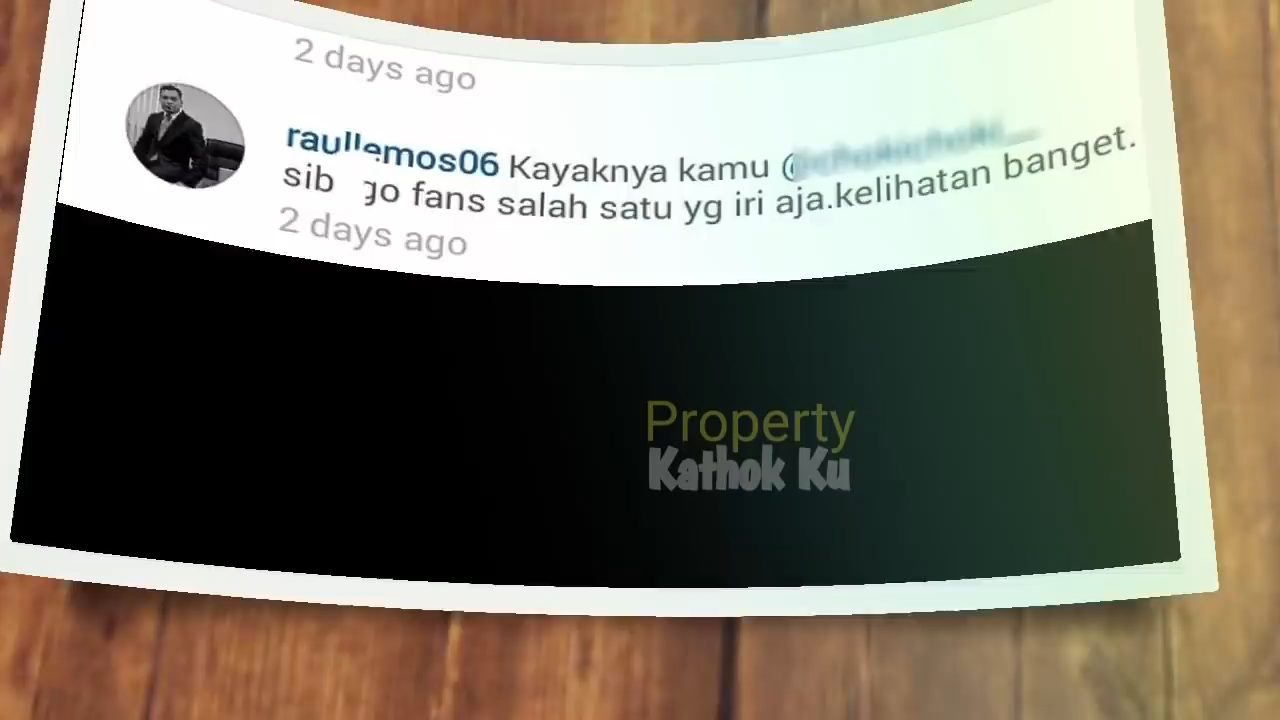 2 days ago
raullemos06 Kayaknya kamu @
sib go fans salah satu yg iri aja.kelihatan banget.
2 days ago
Property
Kathok Ku